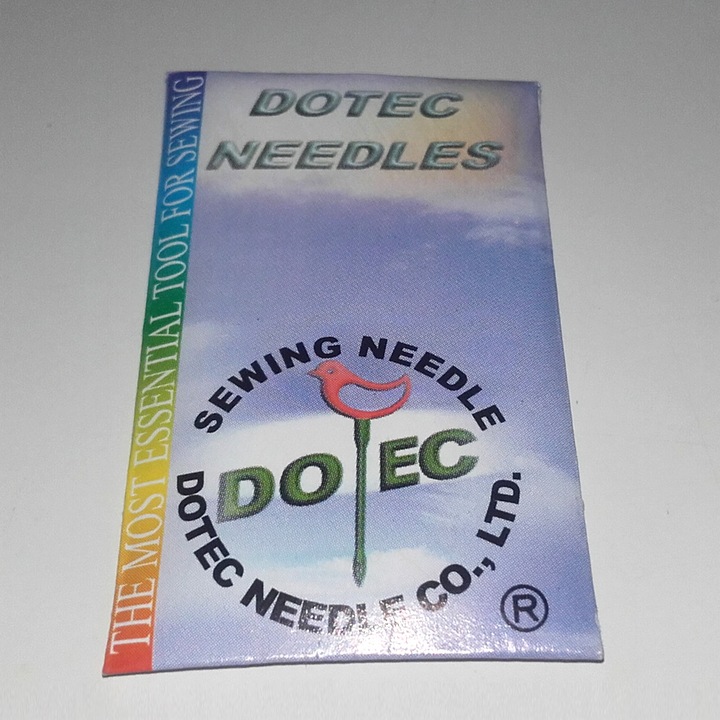 DOTEC
NEEDLES
THE MOST ESSENTIAL TOOL FOR SEWING
SEWING NEEDLE
DOTEC
DOTEC NEEDLE CO., LTD.
®